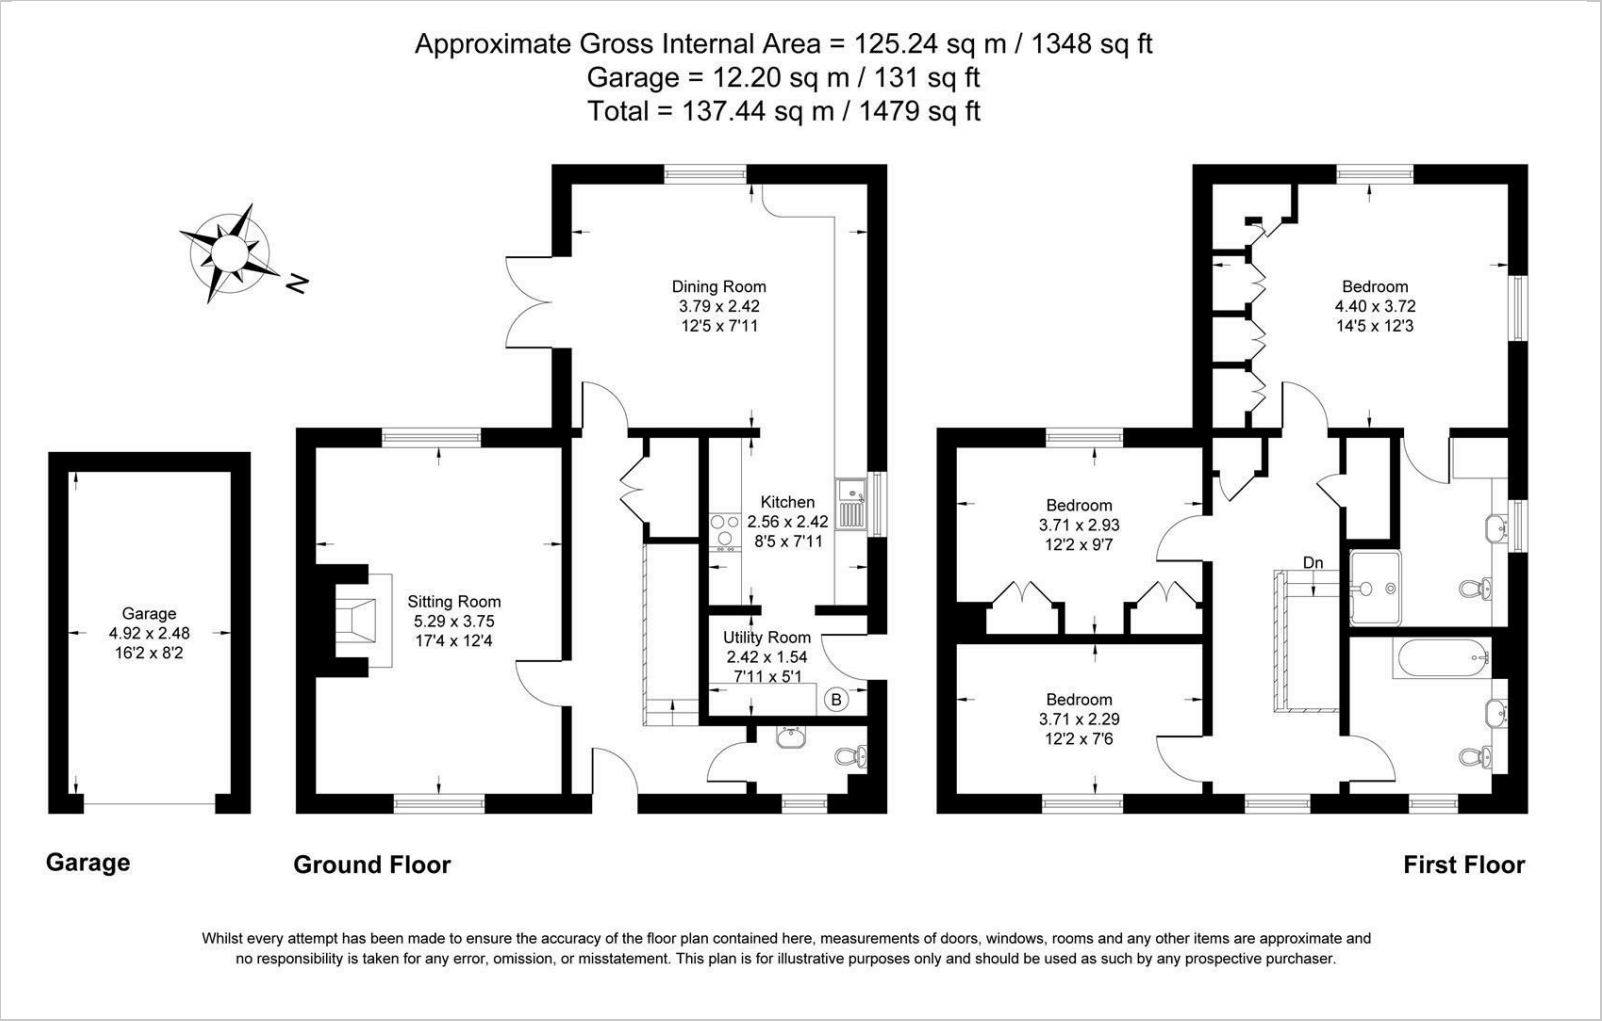 Approximate Gross Internal Area = 125.24 sq m / 1348 sq ft
Garage = 12.20 sq m / 131 sq ft
Total = 137.44 sq m / 1479 sq ft
N
Dining Room
3.79 x 2.42
12'5 x 7'11
Bedroom
4.40 x 3.72
14'5 x 12'3
Kitchen
2.56 x 2.42
8'5 x 7'11
Bedroom
3.71 x 2.93
12'2 x 9'7
Dn
Garage
4.92 x 2.48
16'2 x 8'2
Sitting Room
5.29 x 3.75
17'4 x 12'4
Utility Room
2.42 x 1.54
7'11 x 5'1
B
Bedroom
3.71 x 2.29
12'2 x 7'6
Garage
Ground Floor
First Floor
Whilst every attempt has been made to ensure the accuracy of the floor plan contained here, measurements of doors, windows, rooms and any other items are approximate and
no responsibility is taken for any error, omission, or misstatement. This plan is for illustrative purposes only and should be used as such by any prospective purchaser.